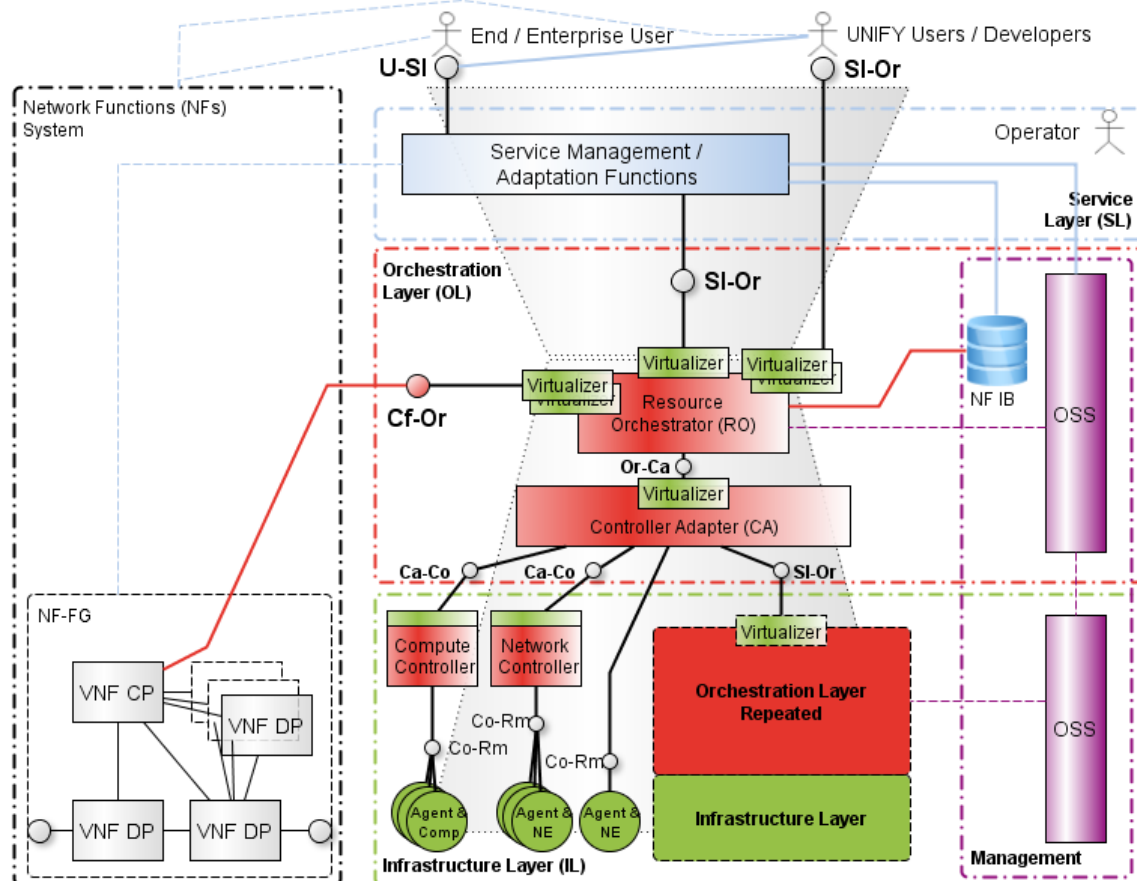 End / Enterprise User
UNIFY Users / Developers
U-Sl
Sl-Or
Network Functions (NFs)
System
Operator
Service Management /
Adaptation Functions
Service
Layer (SL)
Orchestration
Layer (OL)
Sl-Or
Virtualizer
Virtualizer
Virtualizer
Virtualizer
Virtualizer
Resource
Orchestrator (RO)
NF IB
OSS
Cf-Or
Or-Ca
Virtualizer
Controller Adapter (CA)
Ca-Co
Ca-Co
Sl-Or
NF-FG
Compute
Controller
Network
Controller
Virtualizer
VNF CP
VNF DP
Orchestration Layer
Repeated
OSS
Co-Rm
Co-Rm
Co-Rm
VNF DP
VNF DP
Agent &
Comp
Agent &
NE
Agent &
NE
Infrastructure Layer
Infrastructure Layer (IL)
Management